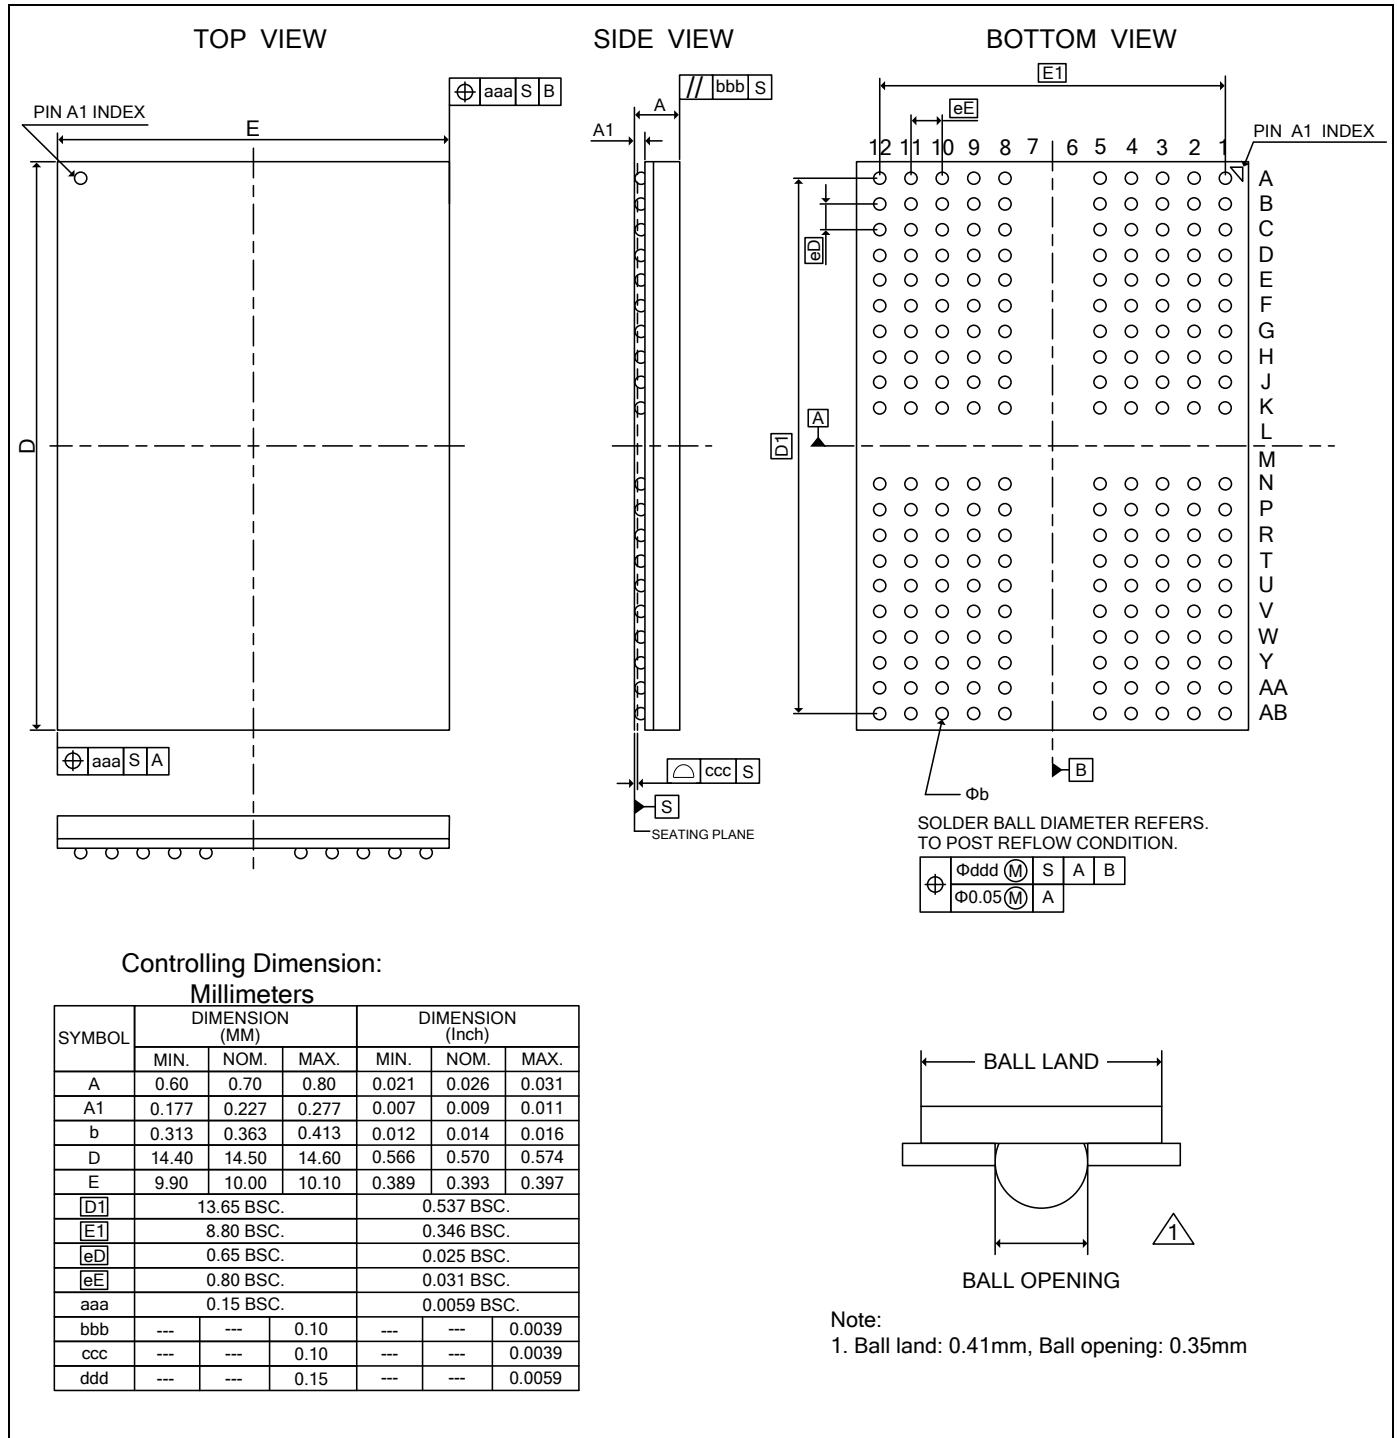 TOP VIEW SIDE VIEW BOTTOM VIEW
PIN A1 INDEX
E
D
⌖ aaa S B
⌖ aaa S A
// bbb S
A
A1
⌓ ccc S
S
SEATING PLANE
E1
eE
PIN A1 INDEX
12 11 10 9 8 7 6 5 4 3 2 1
A
B
C
D
E
F
G
H
J
K
L
M
N
P
R
T
U
V
W
Y
AA
AB
eD
D1
A
B
Φb
SOLDER BALL DIAMETER REFERS.
TO POST REFLOW CONDITION.
⌖ Φddd Ⓜ S A B
Φ0.05 Ⓜ A
Controlling Dimension:
Millimeters
SYMBOL DIMENSION (MM) DIMENSION (Inch)
MIN. NOM. MAX. MIN. NOM. MAX.
A 0.60 0.70 0.80 0.021 0.026 0.031
A1 0.177 0.227 0.277 0.007 0.009 0.011
b 0.313 0.363 0.413 0.012 0.014 0.016
D 14.40 14.50 14.60 0.566 0.570 0.574
E 9.90 10.00 10.10 0.389 0.393 0.397
D1 13.65 BSC. 0.537 BSC.
E1 8.80 BSC. 0.346 BSC.
eD 0.65 BSC. 0.025 BSC.
eE 0.80 BSC. 0.031 BSC.
aaa 0.15 BSC. 0.0059 BSC.
bbb --- --- 0.10 --- --- 0.0039
ccc --- --- 0.10 --- --- 0.0039
ddd --- --- 0.15 --- --- 0.0059
BALL LAND
1
BALL OPENING
Note:
1. Ball land: 0.41mm, Ball opening: 0.35mm